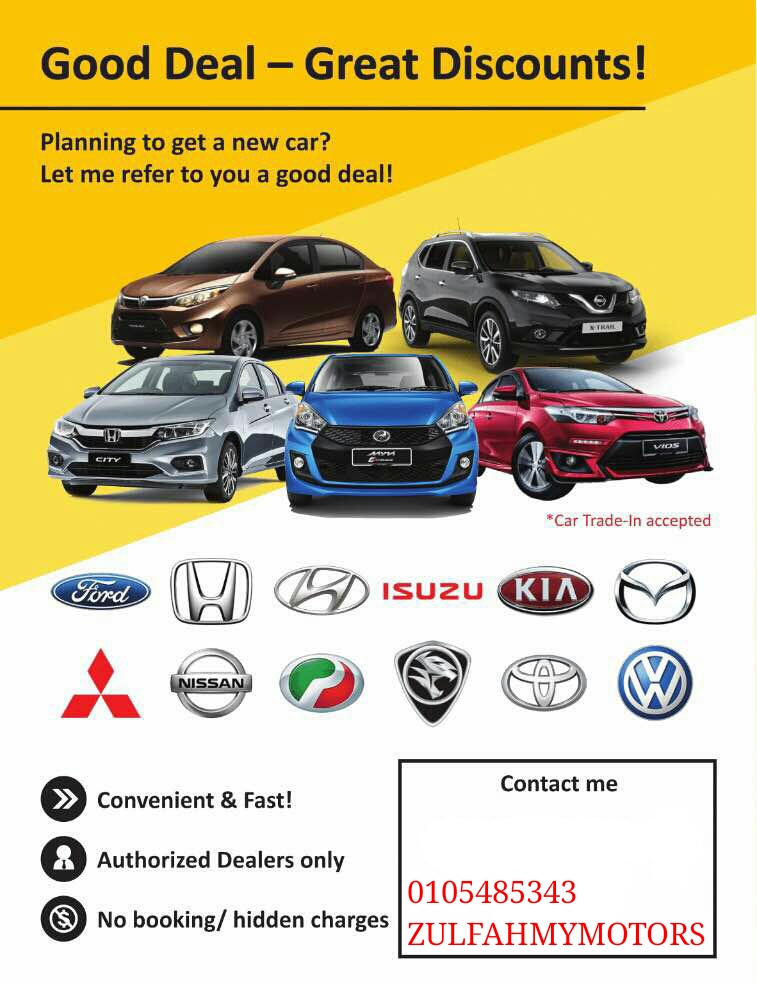 Good Deal – Great Discounts!
Planning to get a new car?
Let me refer to you a good deal!
X-TRAIL
CITY
MYVI
VIOS
*Car Trade-In accepted
Ford
ISUZU
KIA
NISSAN
Convenient & Fast!
Authorized Dealers only
No booking/ hidden charges
Contact me
0105485343
ZULFAHMYMOTORS